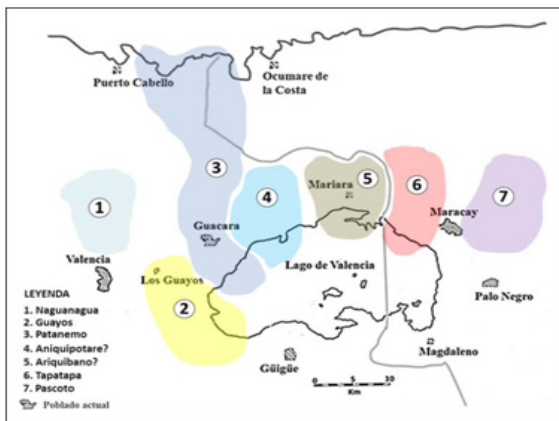 Puerto Cabello
Ocumare de
la Costa
3
5
6
7
4
Mariara
1
Maracay
Guacara
Valencia
Los Guayos
Lago de Valencia
Palo Negro
2
LEYENDA
1. Naguanagua
2. Guayos
3. Patanemo
4. Aniquipotare?
5. Ariquibano?
6. Tapatapa
7. Pascoto
Poblado actual
Güigüe
Magdaleno
0 5 10
Km